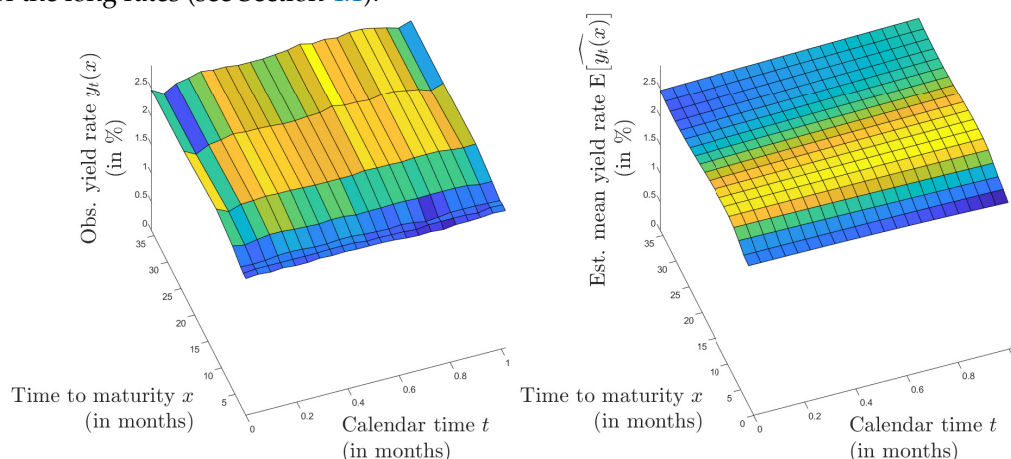 the long rates (see Section
Obs. yield rate y_t(x)
(in %)
2.5
2
1.5
1
0.5
0
35
30
25
20
15
10
5
0
0.2
0.4
0.6
0.8
1
Time to maturity x
(in months)
Calendar time t
(in months)
Est. mean yield rate E[\widehat{y_t(x)}]
(in %)
2.5
2
1.5
1
0.5
0
35
30
25
20
15
10
5
0
0
0.2
0.4
0.6
0.8
Time to maturity x
(in months)
Calendar time t
(in months)